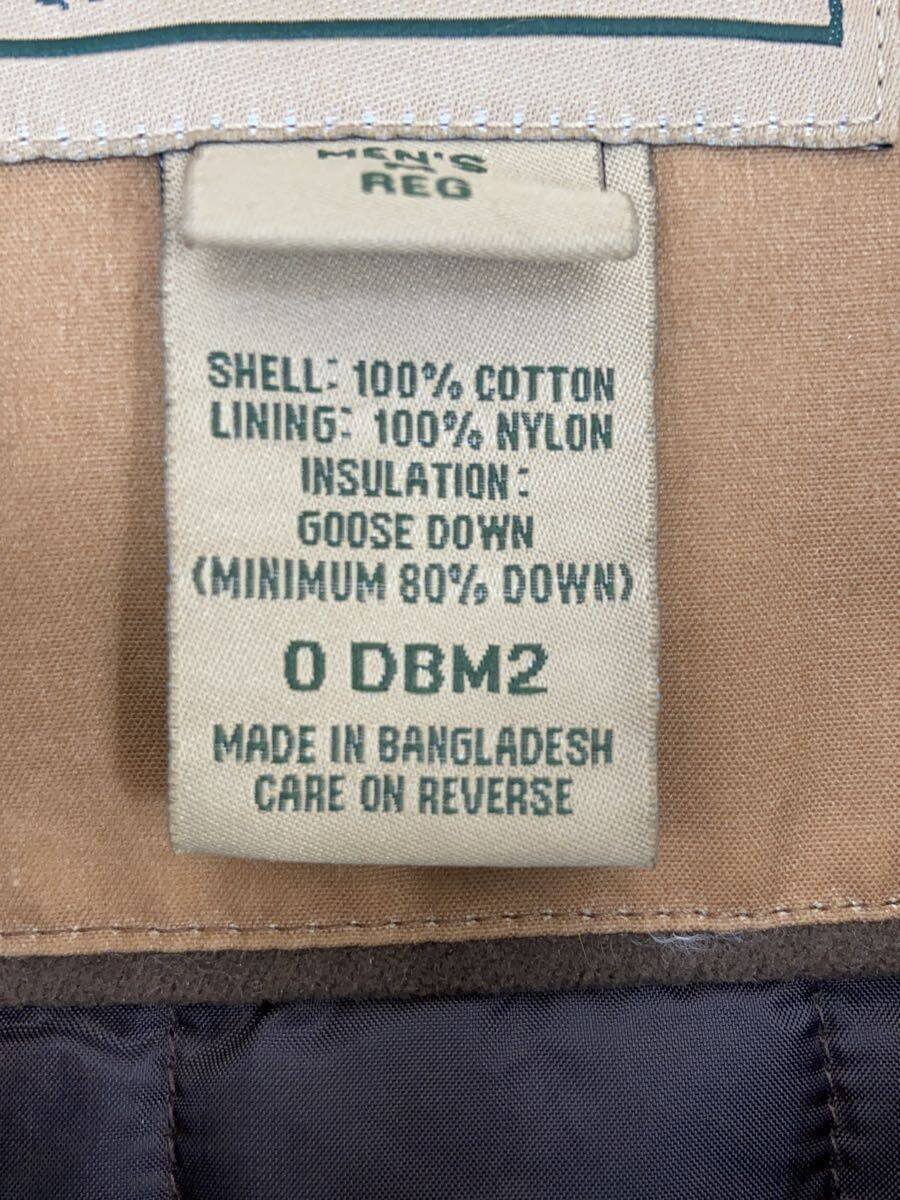 MEN'S
REG
SHELL: 100% COTTON
LINING: 100% NYLON
INSULATION:
GOOSE DOWN
(MINIMUM 80% DOWN)
0 DBM2
MADE IN BANGLADESH
CARE ON REVERSE